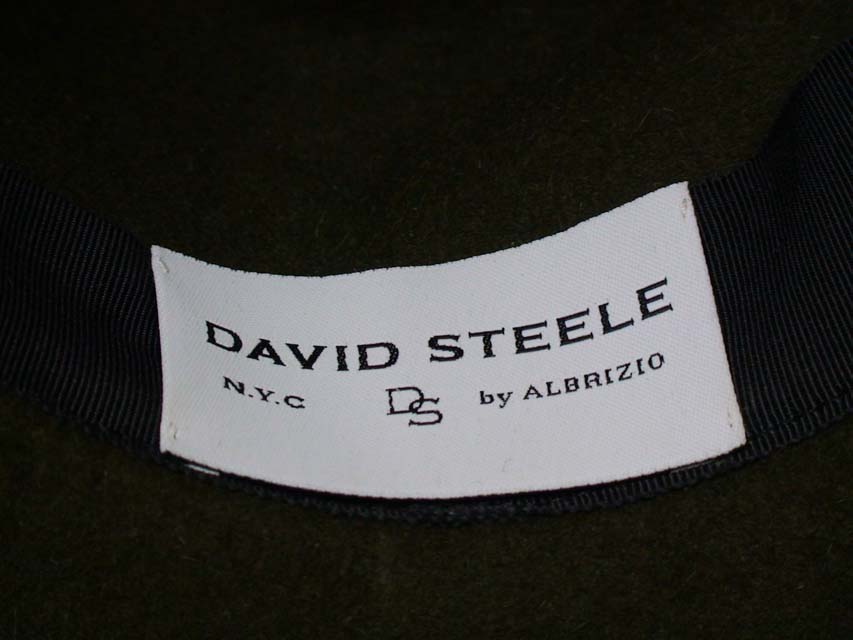 DAVID STEELE
N.Y.C DS by ALBRIZIO